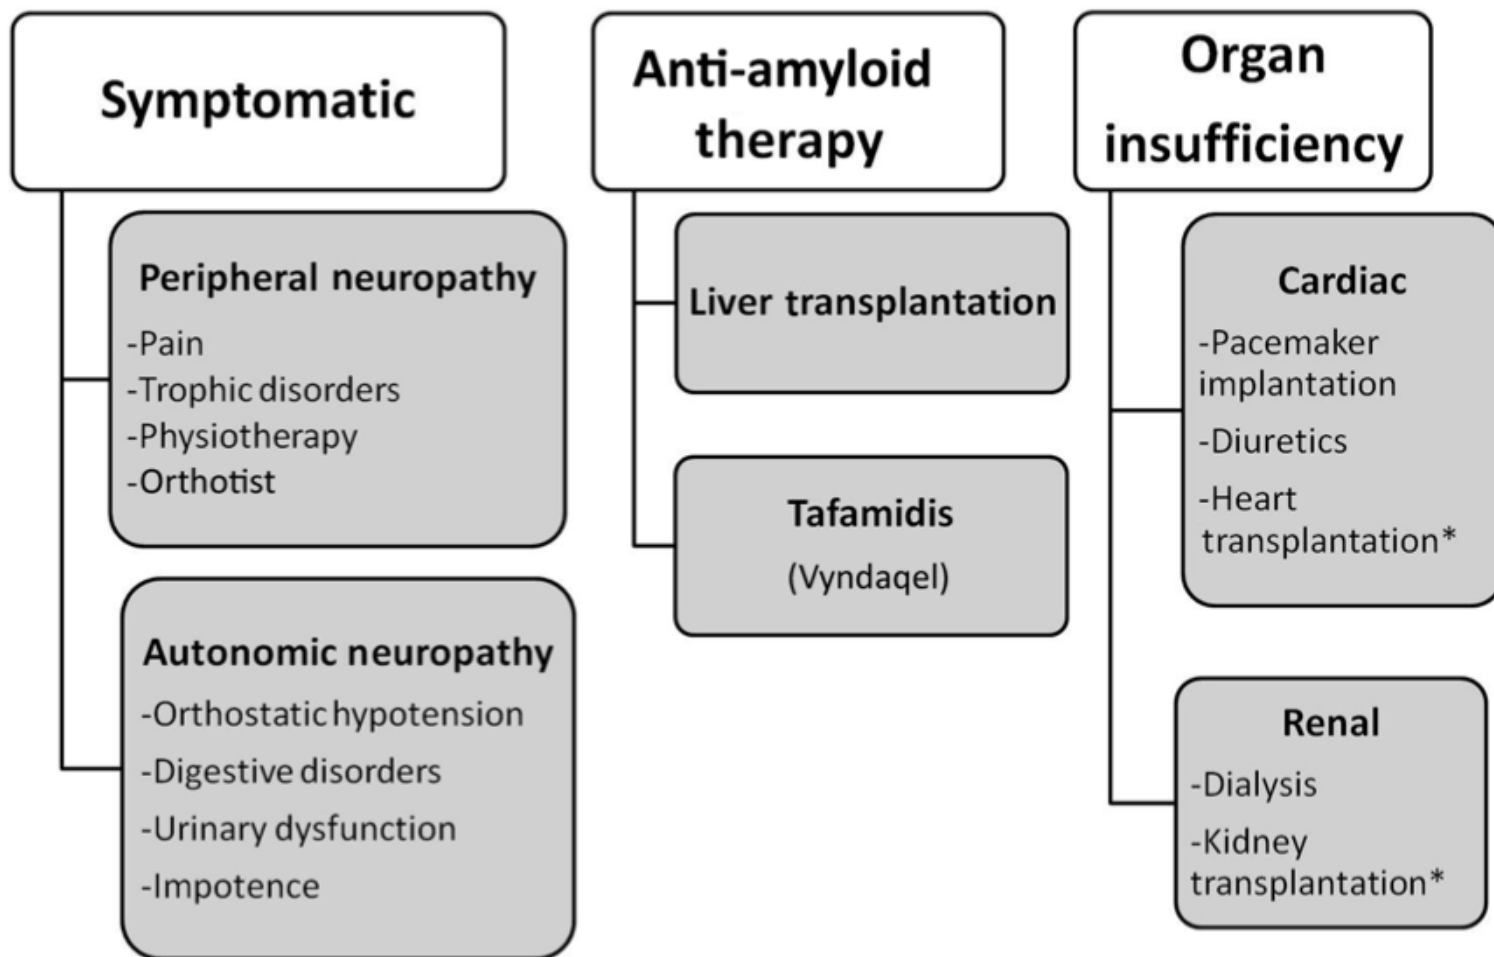 Symptomatic
Peripheral neuropathy
-Pain
-Trophic disorders
-Physiotherapy
-Orthotist
Autonomic neuropathy
-Orthostatic hypotension
-Digestive disorders
-Urinary dysfunction
-Impotence
Anti-amyloid
therapy
Liver transplantation
Tafamidis
(Vyndaqel)
Organ
insufficiency
Cardiac
-Pacemaker
implantation
-Diuretics
-Heart
transplantation*
Renal
-Dialysis
-Kidney
transplantation*